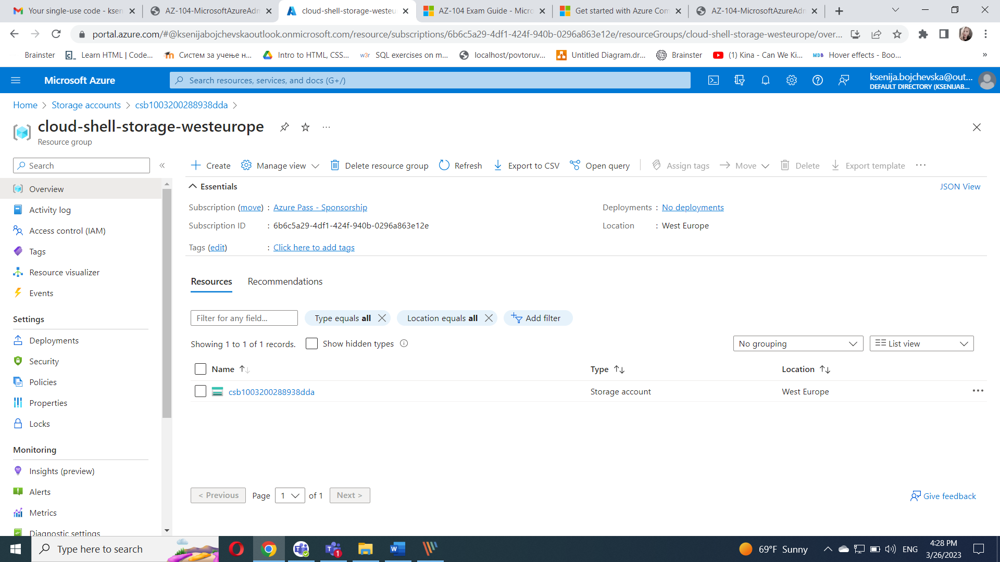 Your single-use code - ksen
AZ-104-MicrosoftAzureAdn
cloud-shell-storage-westeu
AZ-104 Exam Guide - Micro
Get started with Azure Com
AZ-104-MicrosoftAzureAdn
portal.azure.com/#@ksenijabojchevskaoutlook.onmicrosoft.com/resource/subscriptions/6b6c5a29-4df1-424f-940b-0296a863e12e/resourceGroups/cloud-shell-storage-westeurope/over...
Brainster
Learn HTML | Code...
Систем за учење н...
Intro to HTML, CSS...
w3r SQL exercises on m...
localhost/povtoruv...
Untitled Diagram.dr...
Brainster
(1) Kina - Can We Ki...
MDB Hover effects - Boo...
»
Microsoft Azure
Search resources, services, and docs (G+/)
ksenija.bojchevska@out...
DEFAULT DIRECTORY (KSENIJAB...
Home > Storage accounts > csb1003200288938dda >
cloud-shell-storage-westeurope
Resource group
Search
«
Overview
Activity log
Access control (IAM)
Tags
Resource visualizer
Events
Settings
Deployments
Security
Policies
Properties
Locks
Monitoring
Insights (preview)
Alerts
Metrics
Diagnostic settings
Create
Manage view
Delete resource group
Refresh
Export to CSV
Open query
Assign tags
Move
Delete
Export template
Essentials
JSON View
Subscription (move) : Azure Pass - Sponsorship
Deployments : No deployments
Subscription ID : 6b6c5a29-4df1-424f-940b-0296a863e12e
Location : West Europe
Tags (edit) : Click here to add tags
Resources
Recommendations
Filter for any field...
Type equals all
Location equals all
Add filter
Showing 1 to 1 of 1 records.
Show hidden types
No grouping
List view
Name
Type
Location
csb1003200288938dda
Storage account
West Europe
< Previous
Page 1 of 1
Next >
Give feedback
Type here to search
1
69°F Sunny
ENG
4:28 PM
3/26/2023